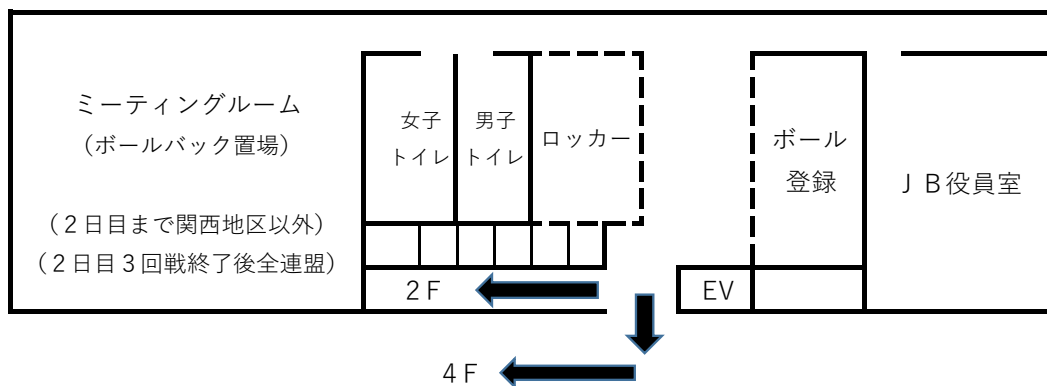 ミーティングルーム
(ボールバック置場)
(２日目まで関西地区以外)
(２日目３回戦終了後全連盟)
女子
トイレ
男子
トイレ
ロッカー
ボール
登録
ＪＢ役員室
２Ｆ
EV
４Ｆ